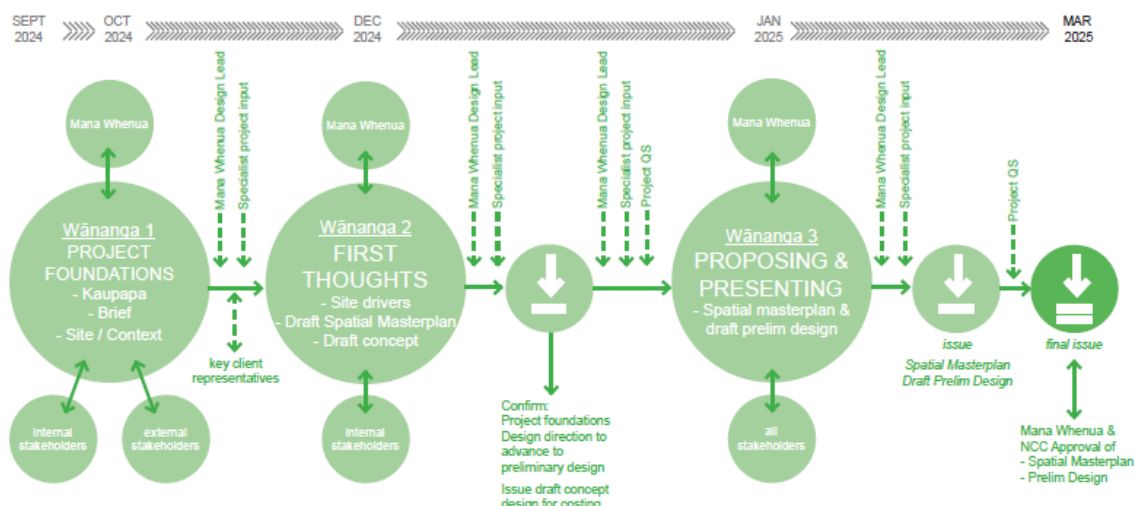 SEPT
2024
OCT
2024
DEC
2024
JAN
2025
MAR
2025
Mana Whenua
Mana Whenua Design Lead
Specialist project input
Mana Whenua
Mana Whenua Design Lead
Specialist project input
Mana Whenua Design Lead
Specialist project input
Project QS
Mana Whenua
Mana Whenua Design Lead
Specialist project input
Project QS
Wānanga 1
PROJECT
FOUNDATIONS
- Kaupapa
- Brief
- Site / Context
key client
representatives
Internal
stakeholders
external
stakeholders
Wānanga 2
FIRST
THOUGHTS
- Site drivers
- Draft Spatial Masterplan
- Draft concept
Internal
stakeholders
Confirm:
Project foundations
Design direction to
advance to
preliminary design
Issue draft concept
design for costing
Wānanga 3
PROPOSING &
PRESENTING
- Spatial masterplan &
draft prelim design
all
stakeholders
issue
Spatial Masterplan
Draft Prelim Design
final issue
Mana Whenua &
NCC Approval of
- Spatial Masterplan
- Prelim Design